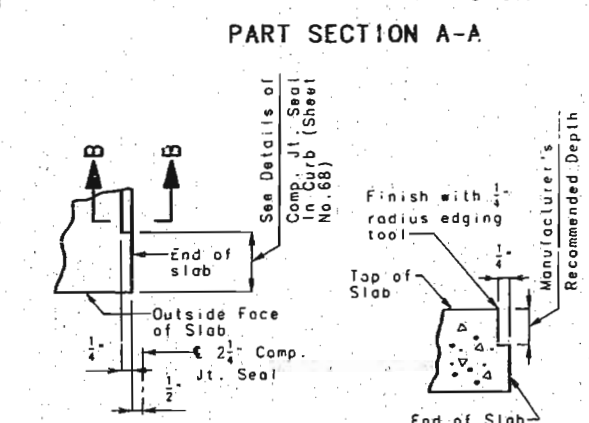 PART SECTION A-A
See Details of
Comp. Jt. Seal
In Curb (Sheet
No.68)
B
B
End of
slab
Outside Face
of Slab
1/4"
℄ 2 1/4" Comp.
Jt. Seal
1/2"
Finish with 1/4"
radius edging
tool
1/4"
Manufacturer's
Recommended Depth
Top of
Slab
End of Slab